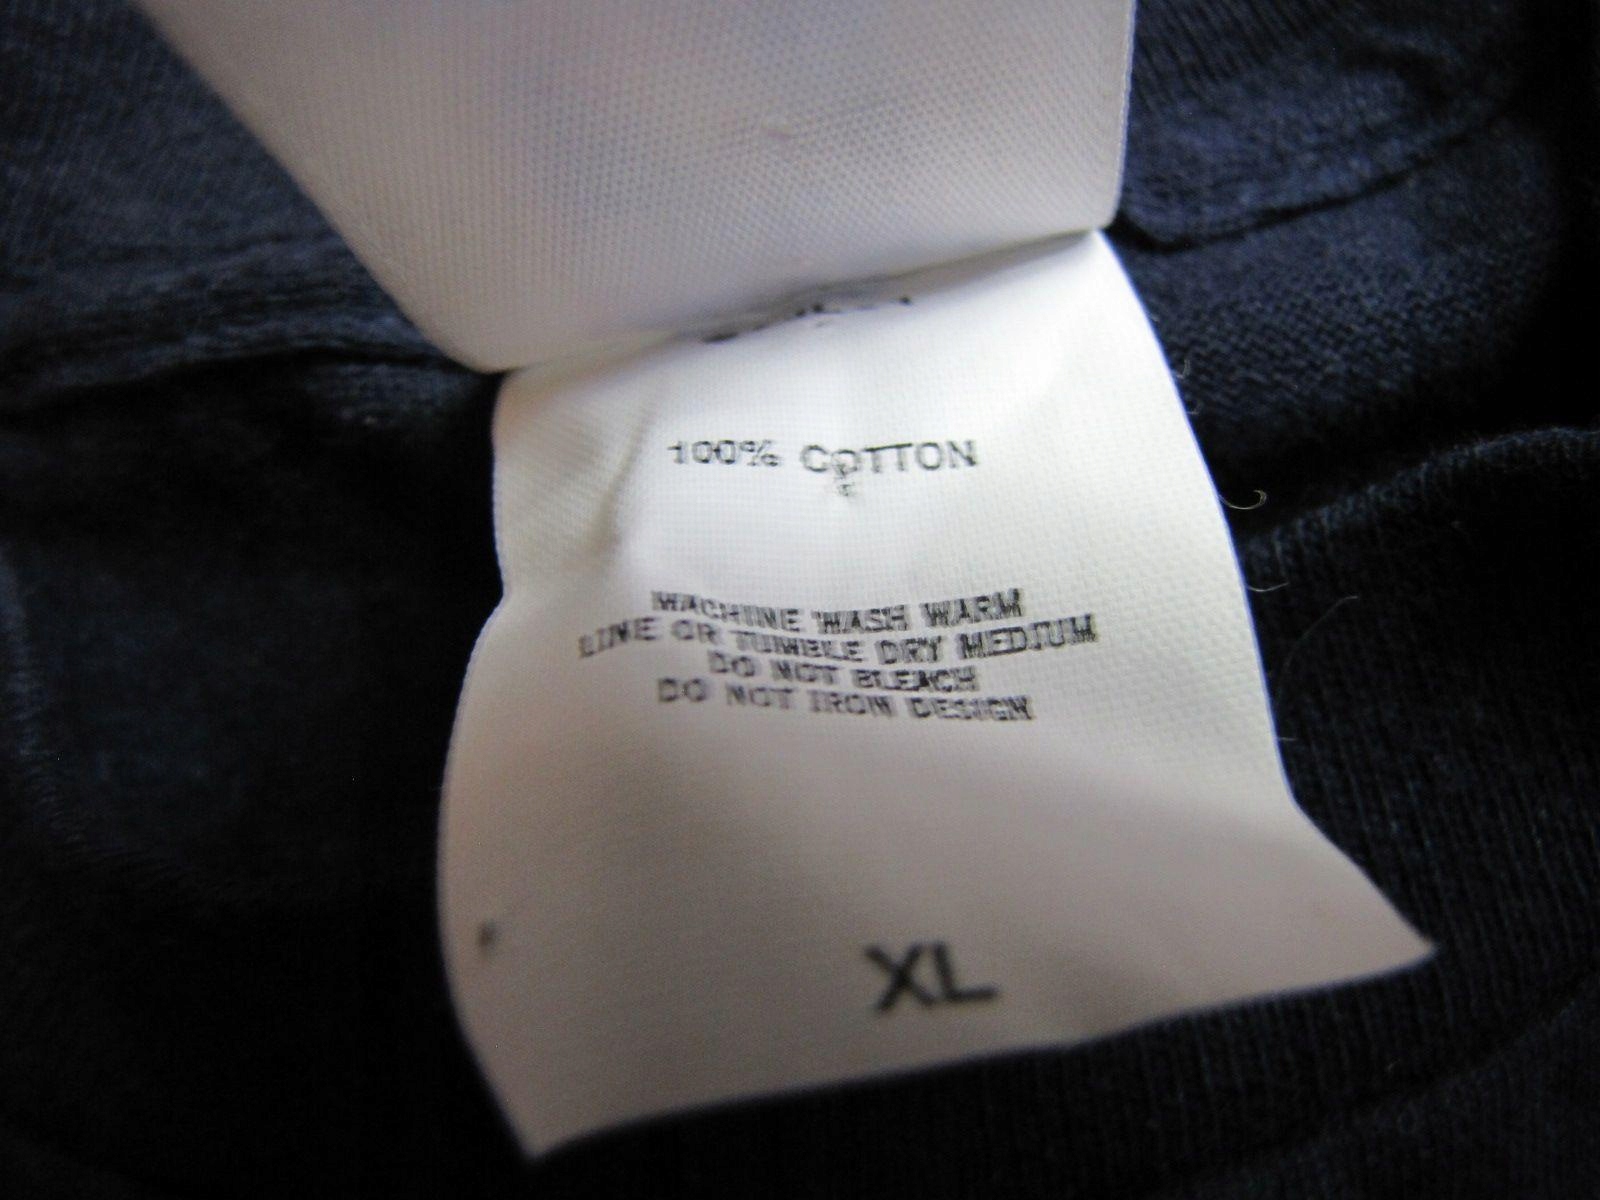 100% COTTON
MACHINE WASH WARM
LINE OR TUMBLE DRY MEDIUM
DO NOT BLEACH
DO NOT IRON DESIGN
XL